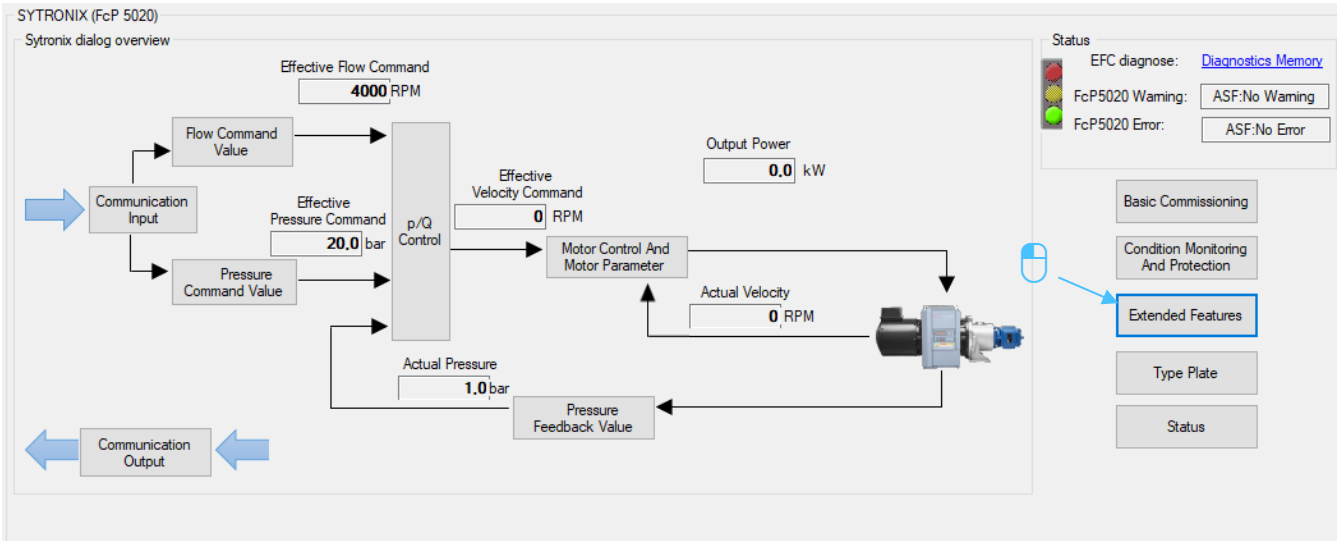 SYTRONIX (FcP 5020)
Sytronix dialog overview
Effective Flow Command
4000 RPM
Flow Command
Value
Communication
Input
Effective
Pressure Command
20,0 bar
Pressure
Command Value
p/Q
Control
Effective
Velocity Command
0 RPM
Output Power
0,0 kW
Motor Control And
Motor Parameter
Actual Velocity
0 RPM
Actual Pressure
1,0 bar
Pressure
Feedback Value
Communication
Output
Status
EFC diagnose: Diagnostics Memory
FcP5020 Warning: ASF:No Warning
FcP5020 Error: ASF:No Error
Basic Commissioning
Condition Monitoring
And Protection
Extended Features
Type Plate
Status